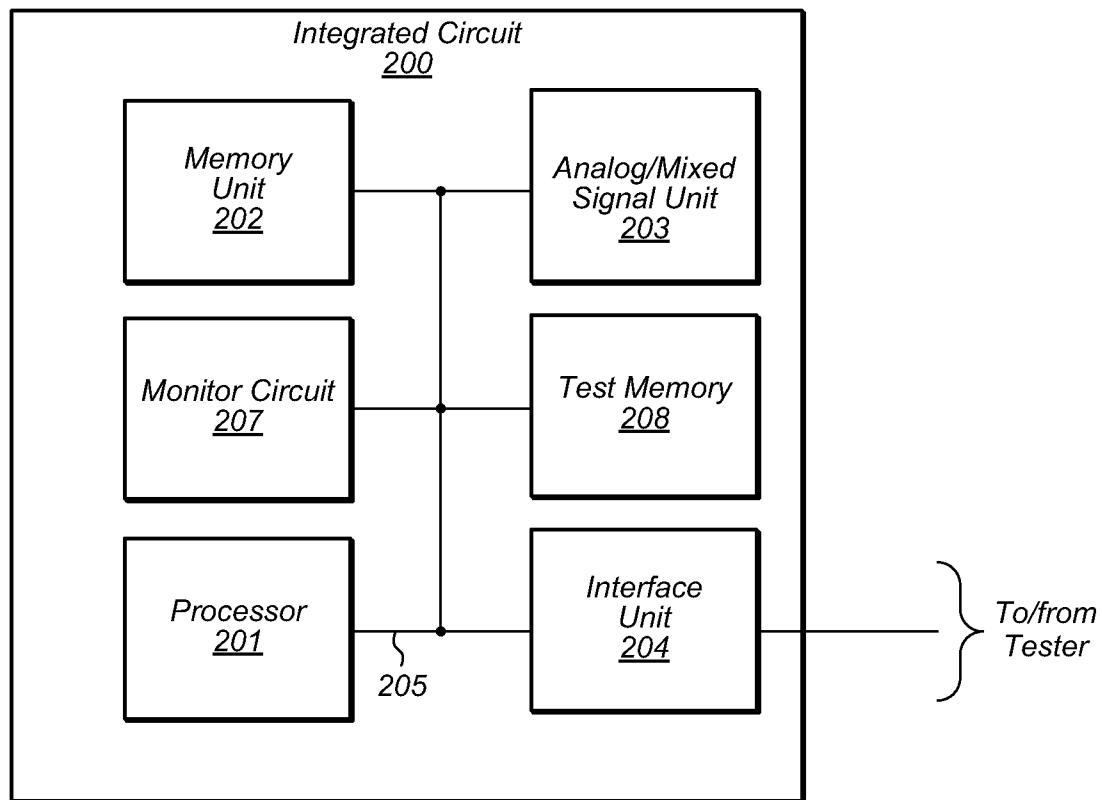 Integrated Circuit
200
Memory
Unit
202
Analog/Mixed
Signal Unit
203
Monitor Circuit
207
Test Memory
208
Processor
201
205
Interface
Unit
204
To/from
Tester